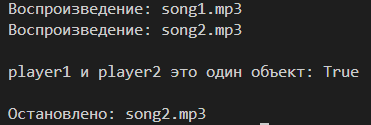 Воспроизведение: song1.mp3
Воспроизведение: song2.mp3
player1 и player2 это один объект: True
Остановлено: song2.mp3